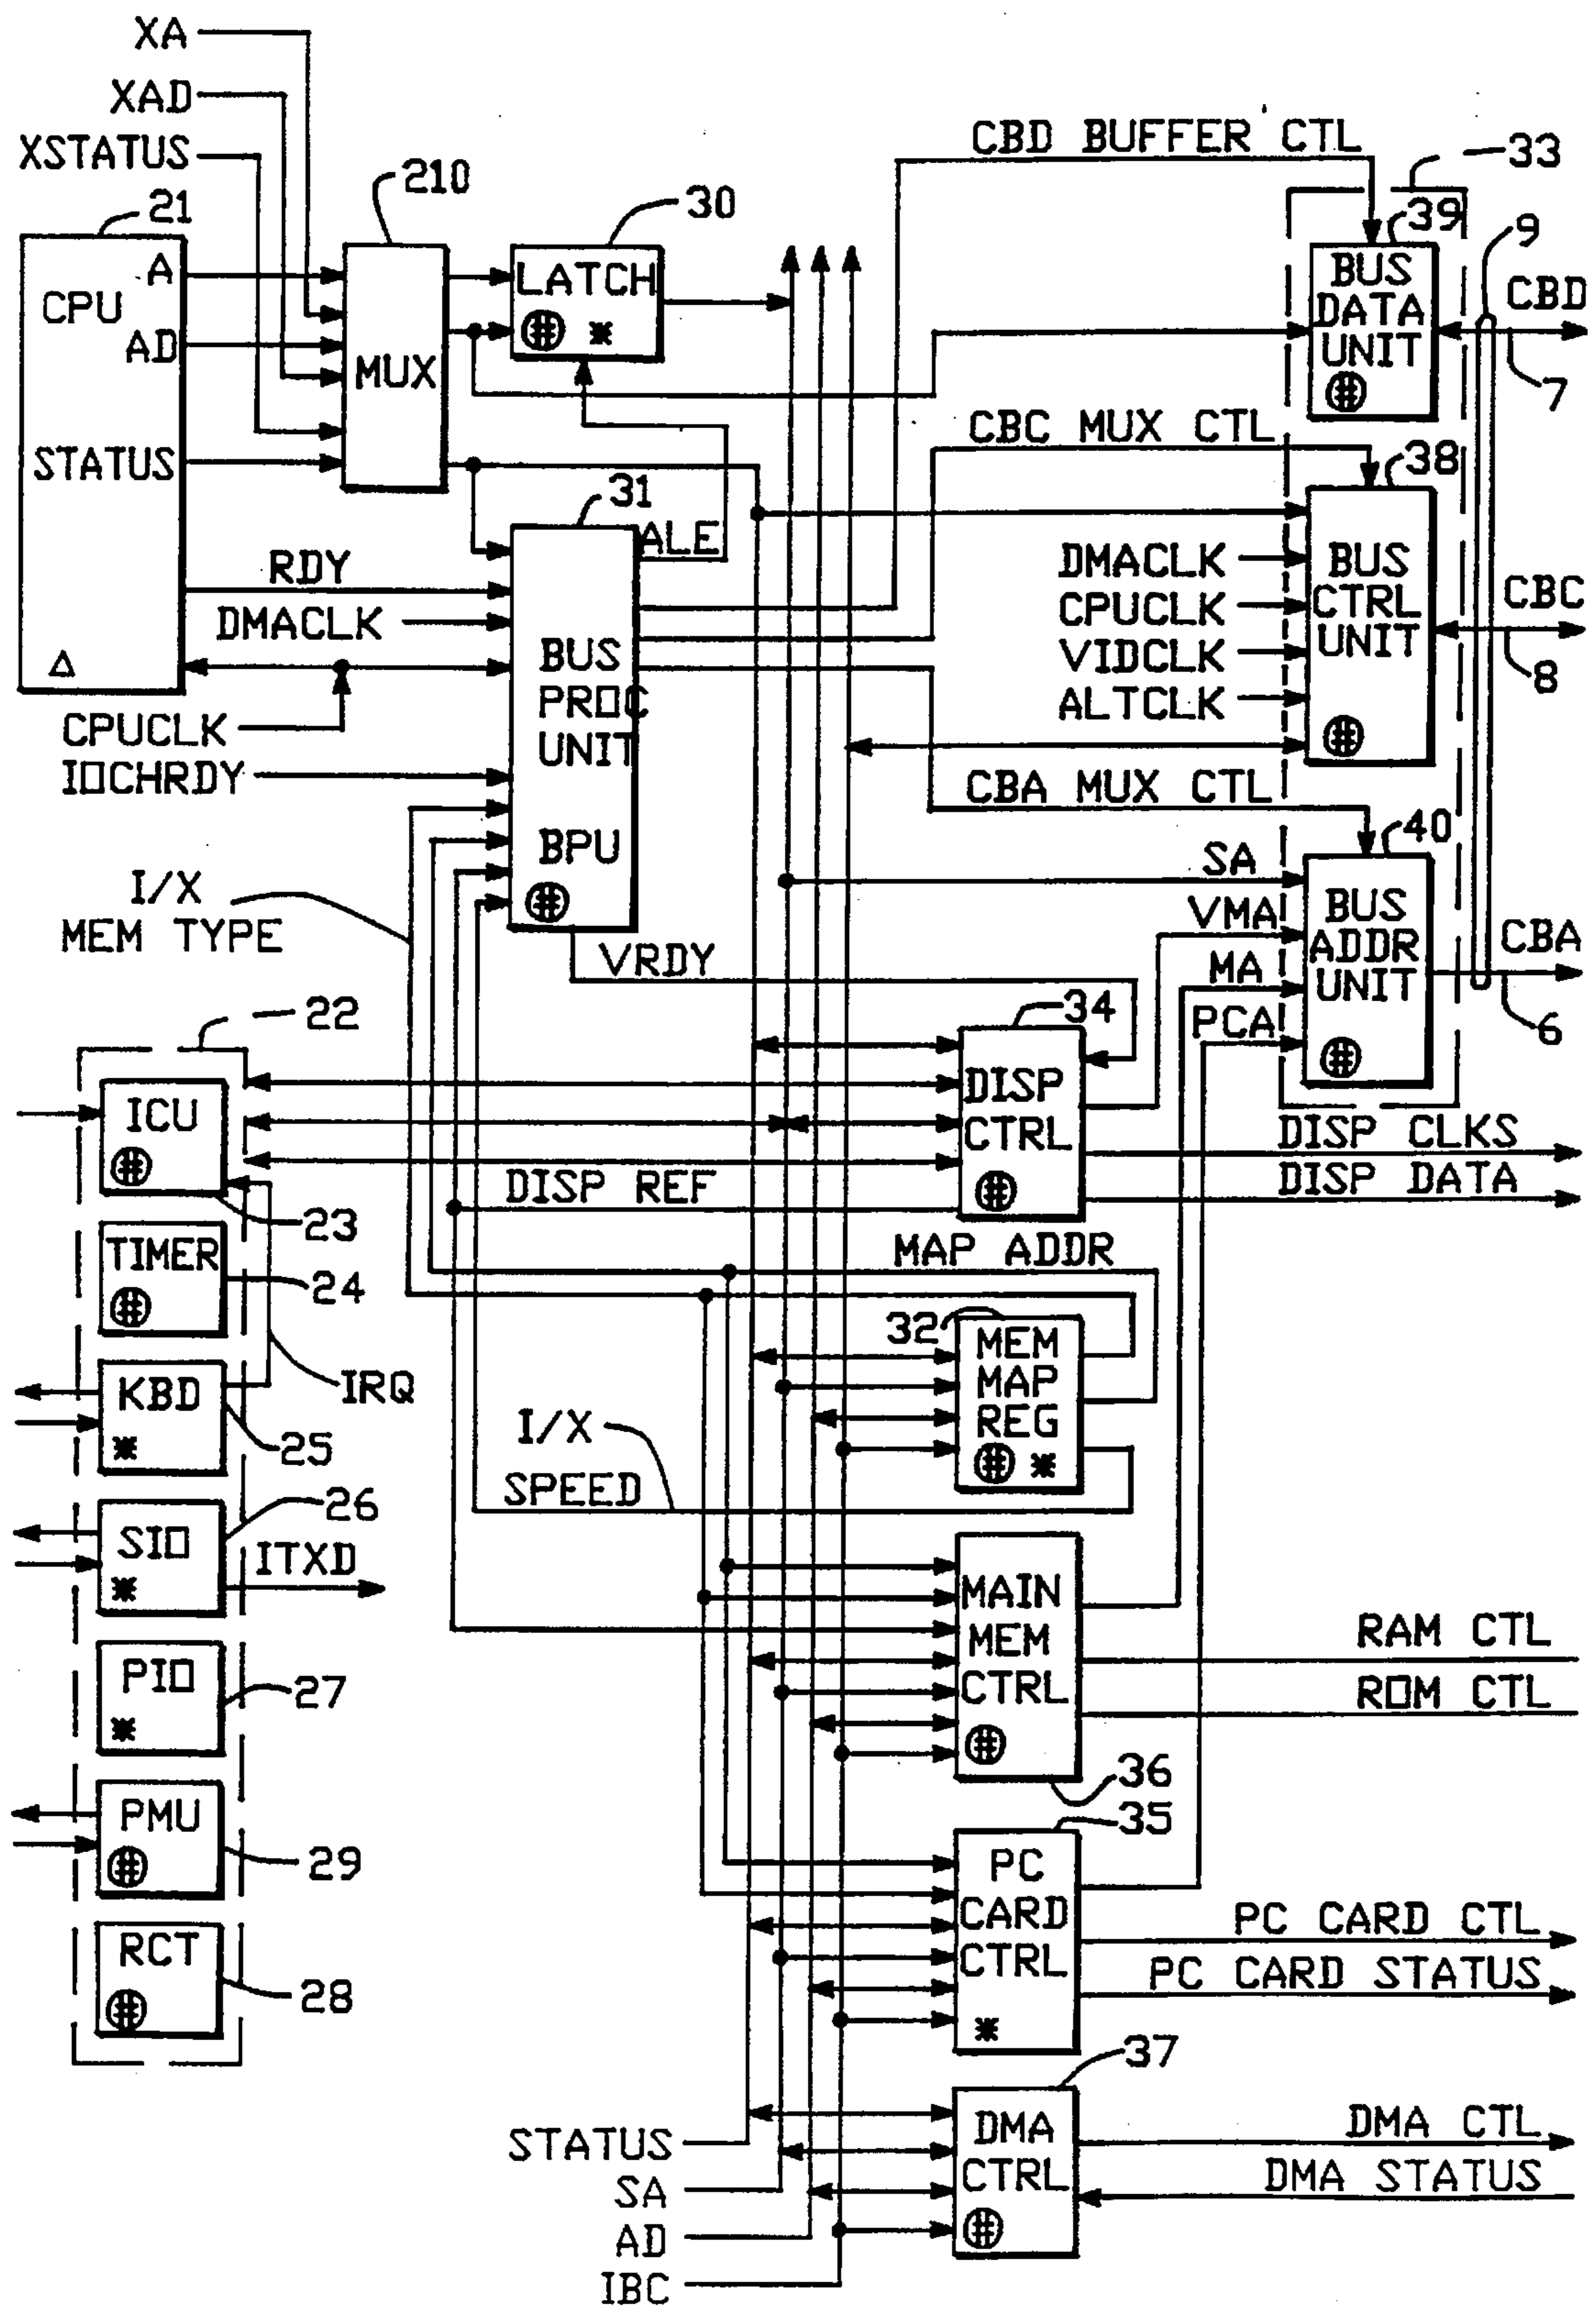 XA
XAD
XSTATUS
CBD BUFFER CTL
33
21
210
30
39
9
A
CPU
AD
STATUS
MUX
LATCH
# *
BUS
DATA
UNIT
#
CBD
7
CBC MUX CTL
38
31
ALE
RDY
DMACLK
CPUCLK
IOCHRDY
BUS
PROC
UNIT
BPU
#
DMACLK
CPUCLK
VIDCLK
ALTCLK
BUS
CTRL
UNIT
#
CBC
8
CBA MUX CTL
40
I/X
MEM TYPE
SA
VMA
MA
PCA
BUS
ADDR
UNIT
#
CBA
6
VRDY
34
22
ICU
#
23
DISP
CTRL
#
DISP REF
DISP CLKS
DISP DATA
TIMER
#
24
MAP ADDR
32
MEM
MAP
REG
# *
KBD
*
25
IRQ
I/X
SPEED
SIO
*
26
ITXD
MAIN
MEM
CTRL
#
36
RAM CTL
ROM CTL
PIO
*
27
PMU
#
29
35
PC
CARD
CTRL
*
PC CARD CTL
PC CARD STATUS
RCT
#
28
37
DMA
CTRL
#
DMA CTL
DMA STATUS
STATUS
SA
AD
IBC